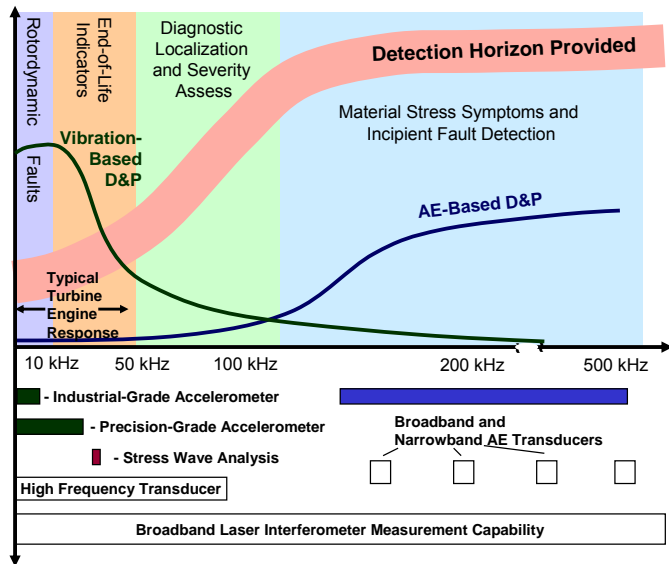 Rotordynamic
Faults
End-of-Life
Indicators
Diagnostic
Localization
and Severity
Assess
Detection Horizon Provided
Material Stress Symptoms and
Incipient Fault Detection
Vibration-
Based
D&P
AE-Based D&P
Typical
Turbine
Engine
Response
10 kHz
50 kHz
100 kHz
200 kHz
500 kHz
- Industrial-Grade Accelerometer
- Precision-Grade Accelerometer
- Stress Wave Analysis
Broadband and
Narrowband AE Transducers
High Frequency Transducer
Broadband Laser Interferometer Measurement Capability